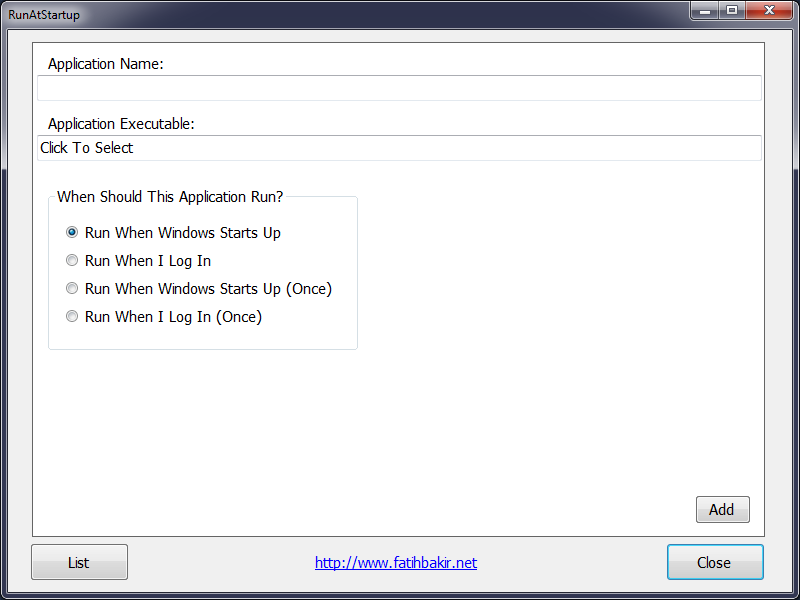 RunAtStartup
Application Name:
Application Executable:
Click To Select
When Should This Application Run?
Run When Windows Starts Up
Run When I Log In
Run When Windows Starts Up (Once)
Run When I Log In (Once)
Add
List
http://www.fatihbakir.net
Close